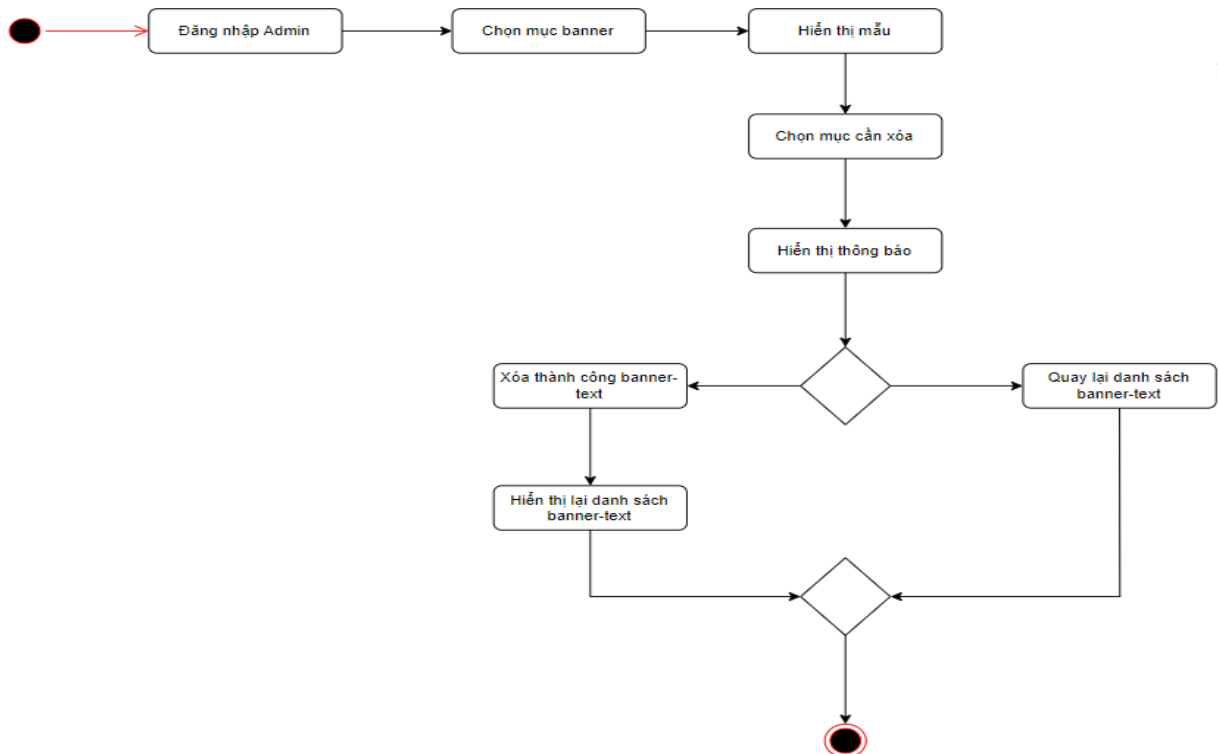 Đăng nhập Admin
Chọn mục banner
Hiển thị mẫu
Chọn mục cần xóa
Hiển thị thông báo
Xóa thành công banner-
text
Quay lại danh sách
banner-text
Hiển thị lại danh sách
banner-text